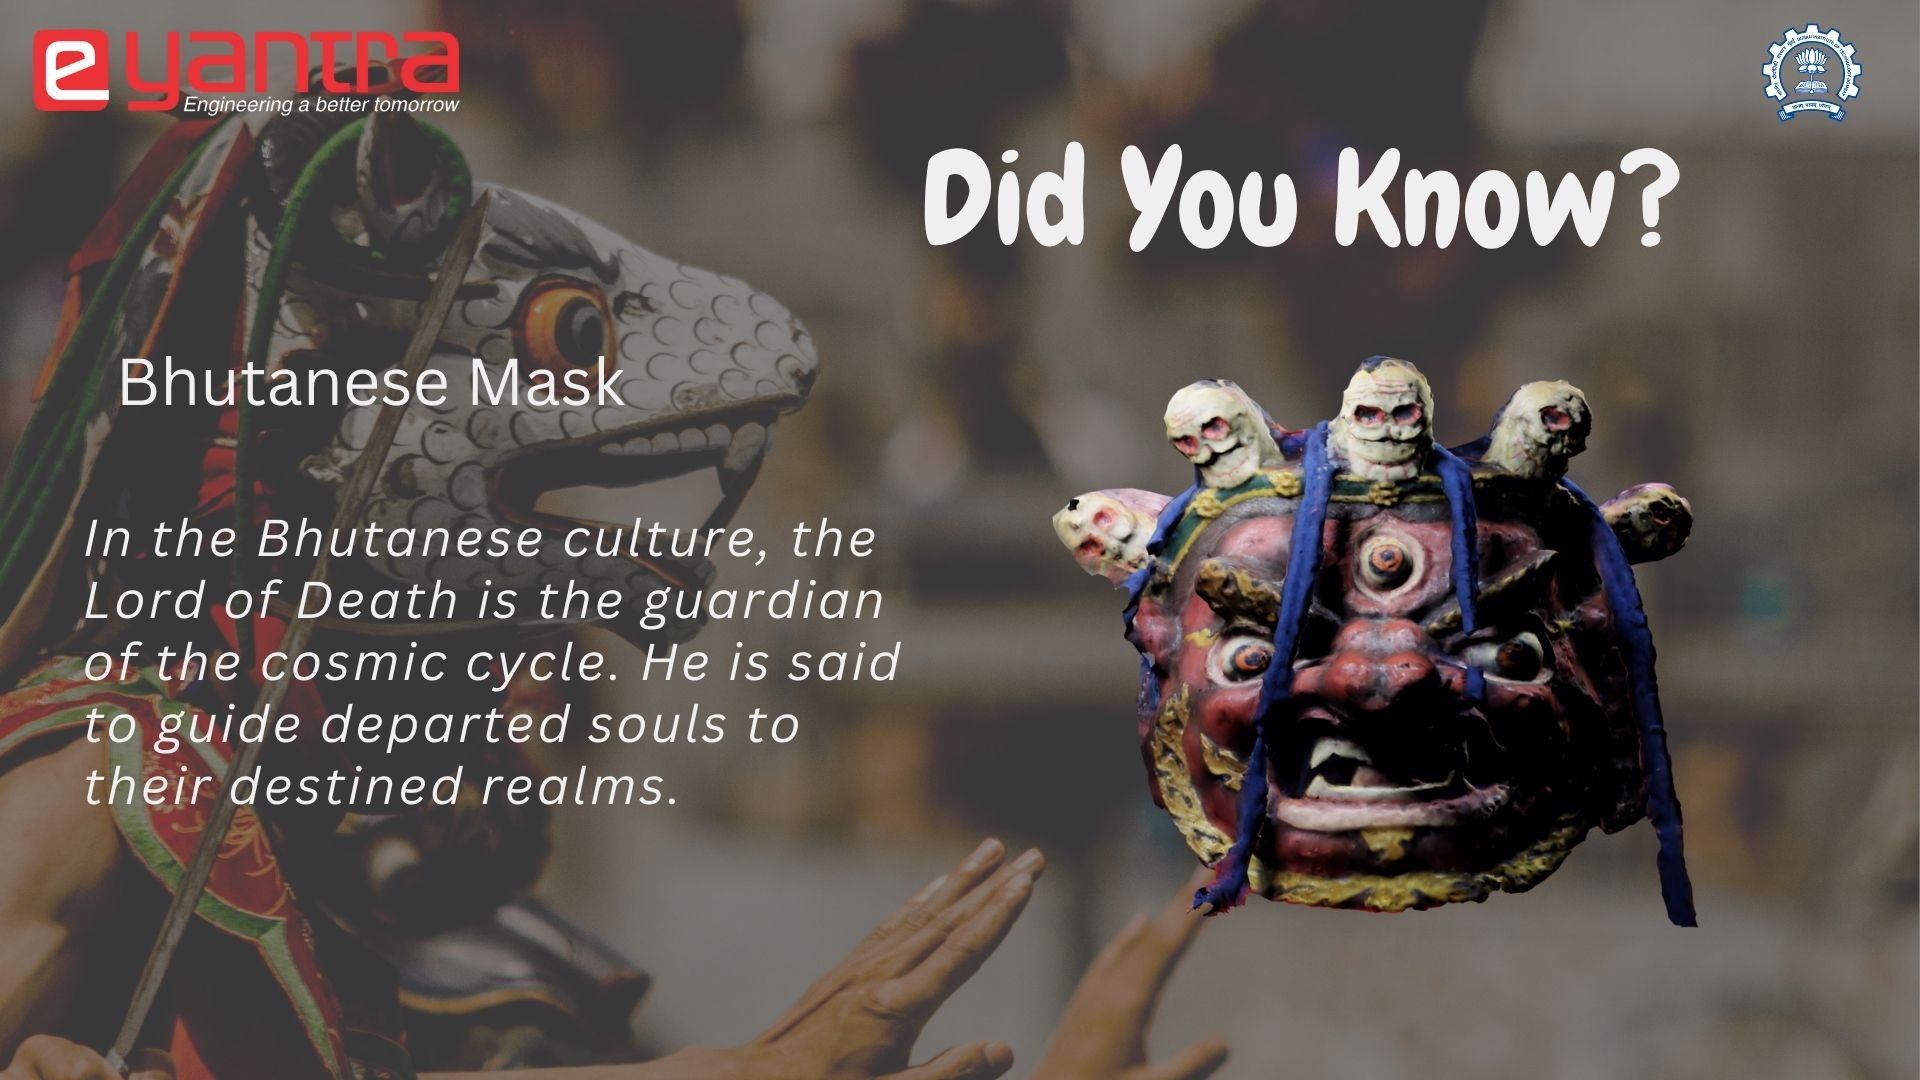 eyantra
Engineering a better tomorrow
Did You Know?
Bhutanese Mask
In the Bhutanese culture, the
Lord of Death is the guardian
of the cosmic cycle. He is said
to guide departed souls to
their destined realms.